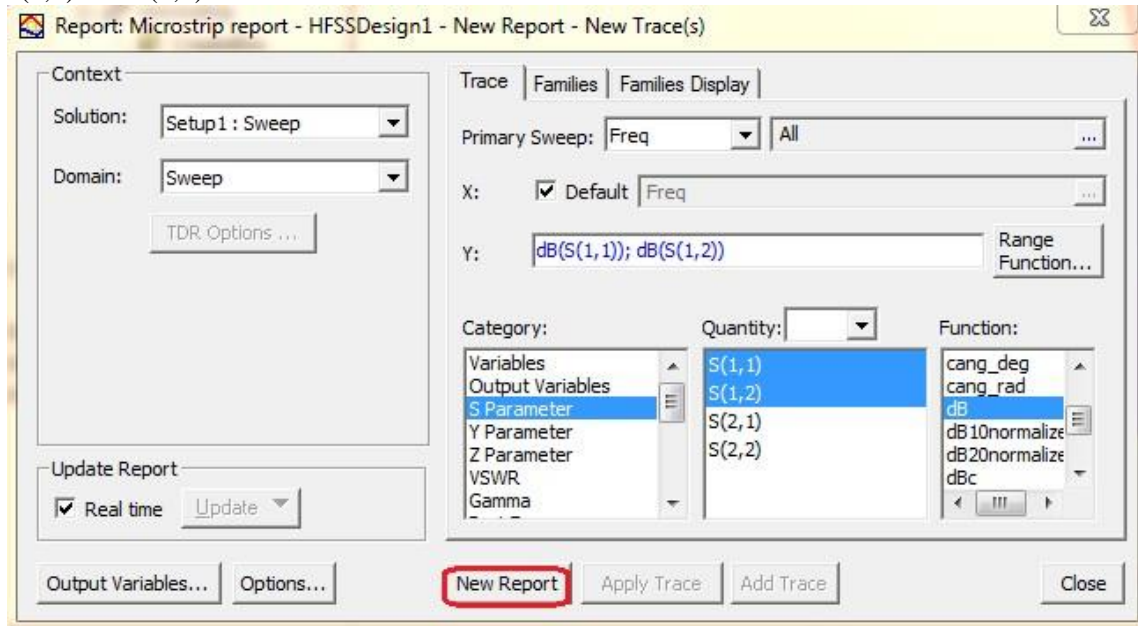 Report: Microstrip report - HFSSDesign1 - New Report - New Trace(s)
Context
Solution: Setup1 : Sweep
Domain: Sweep
TDR Options ...
Trace Families Families Display
Primary Sweep: Freq All ...
X: Default Freq ...
Y: dB(S(1,1)); dB(S(1,2)) Range Function...
Category:
Variables
Output Variables
S Parameter
Y Parameter
Z Parameter
VSWR
Gamma
Quantity:
S(1,1)
S(1,2)
S(2,1)
S(2,2)
Function:
cang_deg
cang_rad
dB
dB10normalize
dB20normalize
dBc
Update Report
Real time Update
Output Variables... Options... New Report Apply Trace Add Trace Close